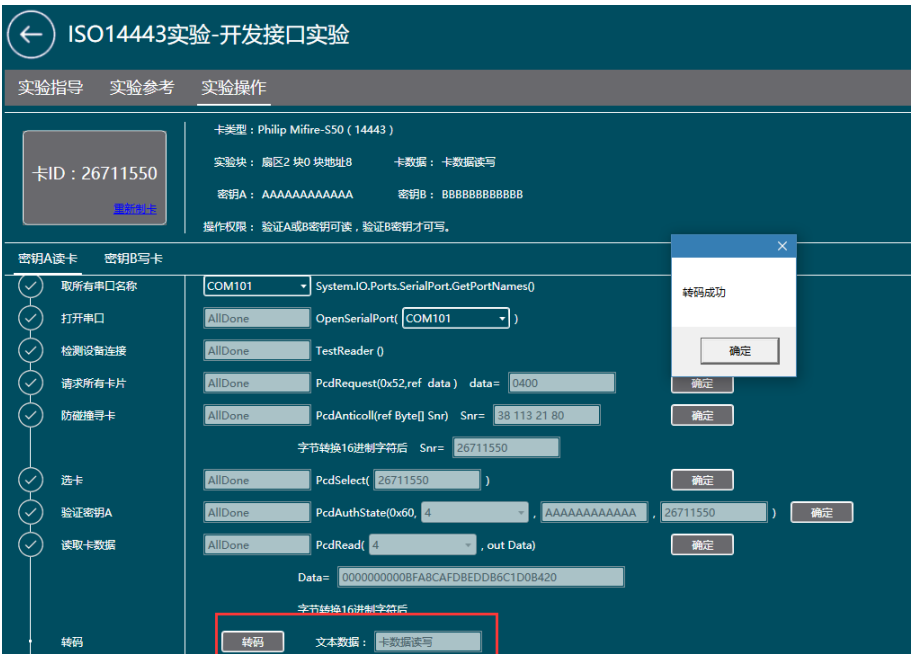 ISO14443实验-开发接口实验
实验指导 实验参考 实验操作
卡类型：Philip Mifire-S50（14443）
实验块： 扇区2 块0 块地址8 卡数据： 卡数据读写
卡ID：26711550
密钥A： AAAAAAAAAAAA 密钥B： BBBBBBBBBBBB
重新制卡
操作权限： 验证A或B密钥可读，验证B密钥才可写。
密钥A读卡 密钥B写卡
转码成功
确定
取所有串口名称 COM101 System.IO.Ports.SerialPort.GetPortNames()
打开串口 AllDone OpenSerialPort( COM101 )
检测设备连接 AllDone TestReader ()
请求所有卡片 AllDone PcdRequest(0x52,ref data ) data= 0400 确定
防碰撞寻卡 AllDone PcdAnticoll(ref Byte[] Snr) Snr= 38 113 21 80 确定
字节转换16进制字符后 Snr= 26711550
选卡 AllDone PcdSelect( 26711550 ) 确定
验证密钥A AllDone PcdAuthState(0x60, 4 , AAAAAAAAAAAA , 26711550 ) 确定
读取卡数据 AllDone PcdRead( 4 , out Data) 确定
Data= 0000000000BFA8CAFDBEDDB6C1D0B420
字节转换16进制字符后
转码 转码 文本数据： 卡数据读写